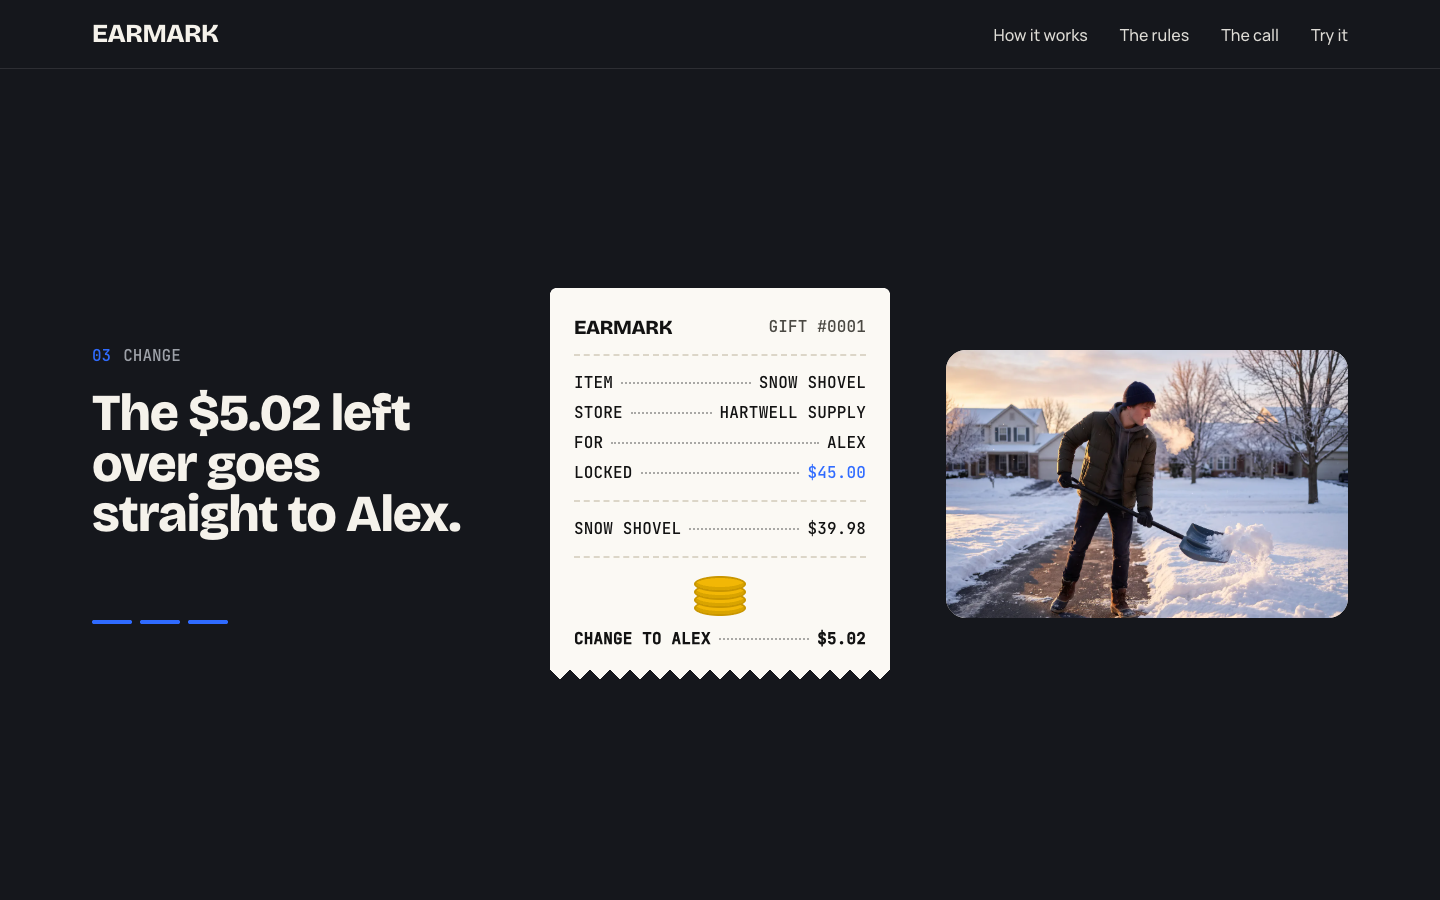 EARMARK
How it works
The rules
The call
Try it
03 CHANGE
The $5.02 left
over goes
straight to Alex.
EARMARK GIFT #0001
ITEM SNOW SHOVEL
STORE HARTWELL SUPPLY
FOR ALEX
LOCKED $45.00
SNOW SHOVEL $39.98
CHANGE TO ALEX $5.02